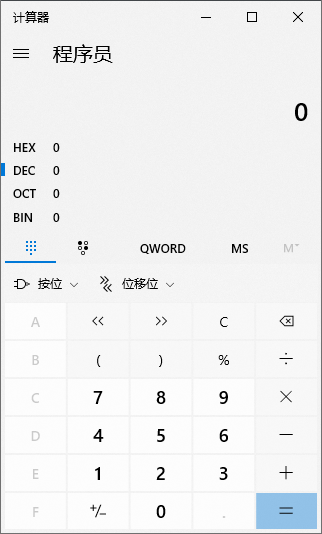 计算器
程序员
0
HEX 0
DEC 0
OCT 0
BIN 0
QWORD MS M˅
按位 位移位
A << >> C
B ( ) % ÷
C 7 8 9 ×
D 4 5 6 −
E 1 2 3 +
F +/− 0 . =